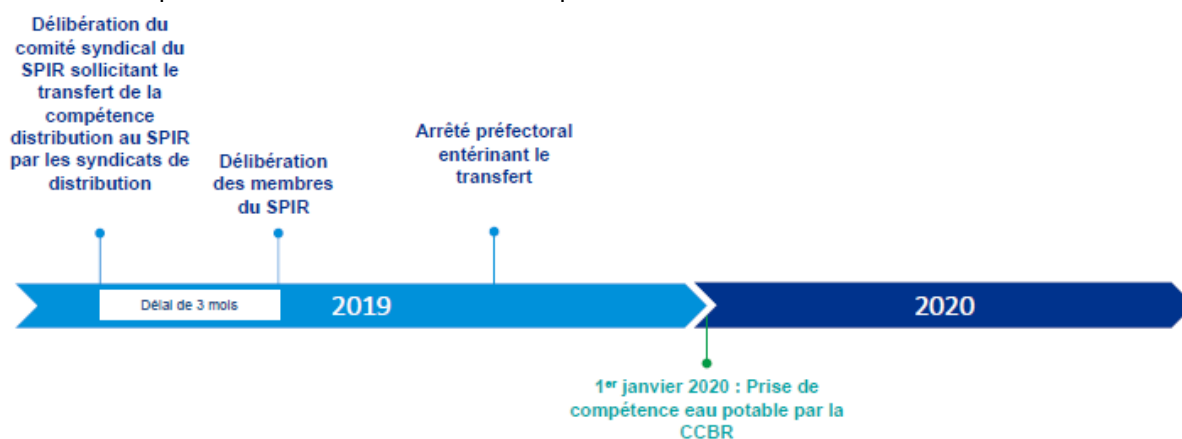 Délibération du
comité syndical du
SPIR sollicitant le
transfert de la
compétence
distribution au SPIR
par les syndicats de
distribution
Délibération
des membres
du SPIR
Arrêté préfectoral
entérinant le
transfert
Délai de 3 mois
2019
2020
1er janvier 2020 : Prise de
compétence eau potable par la
CCBR